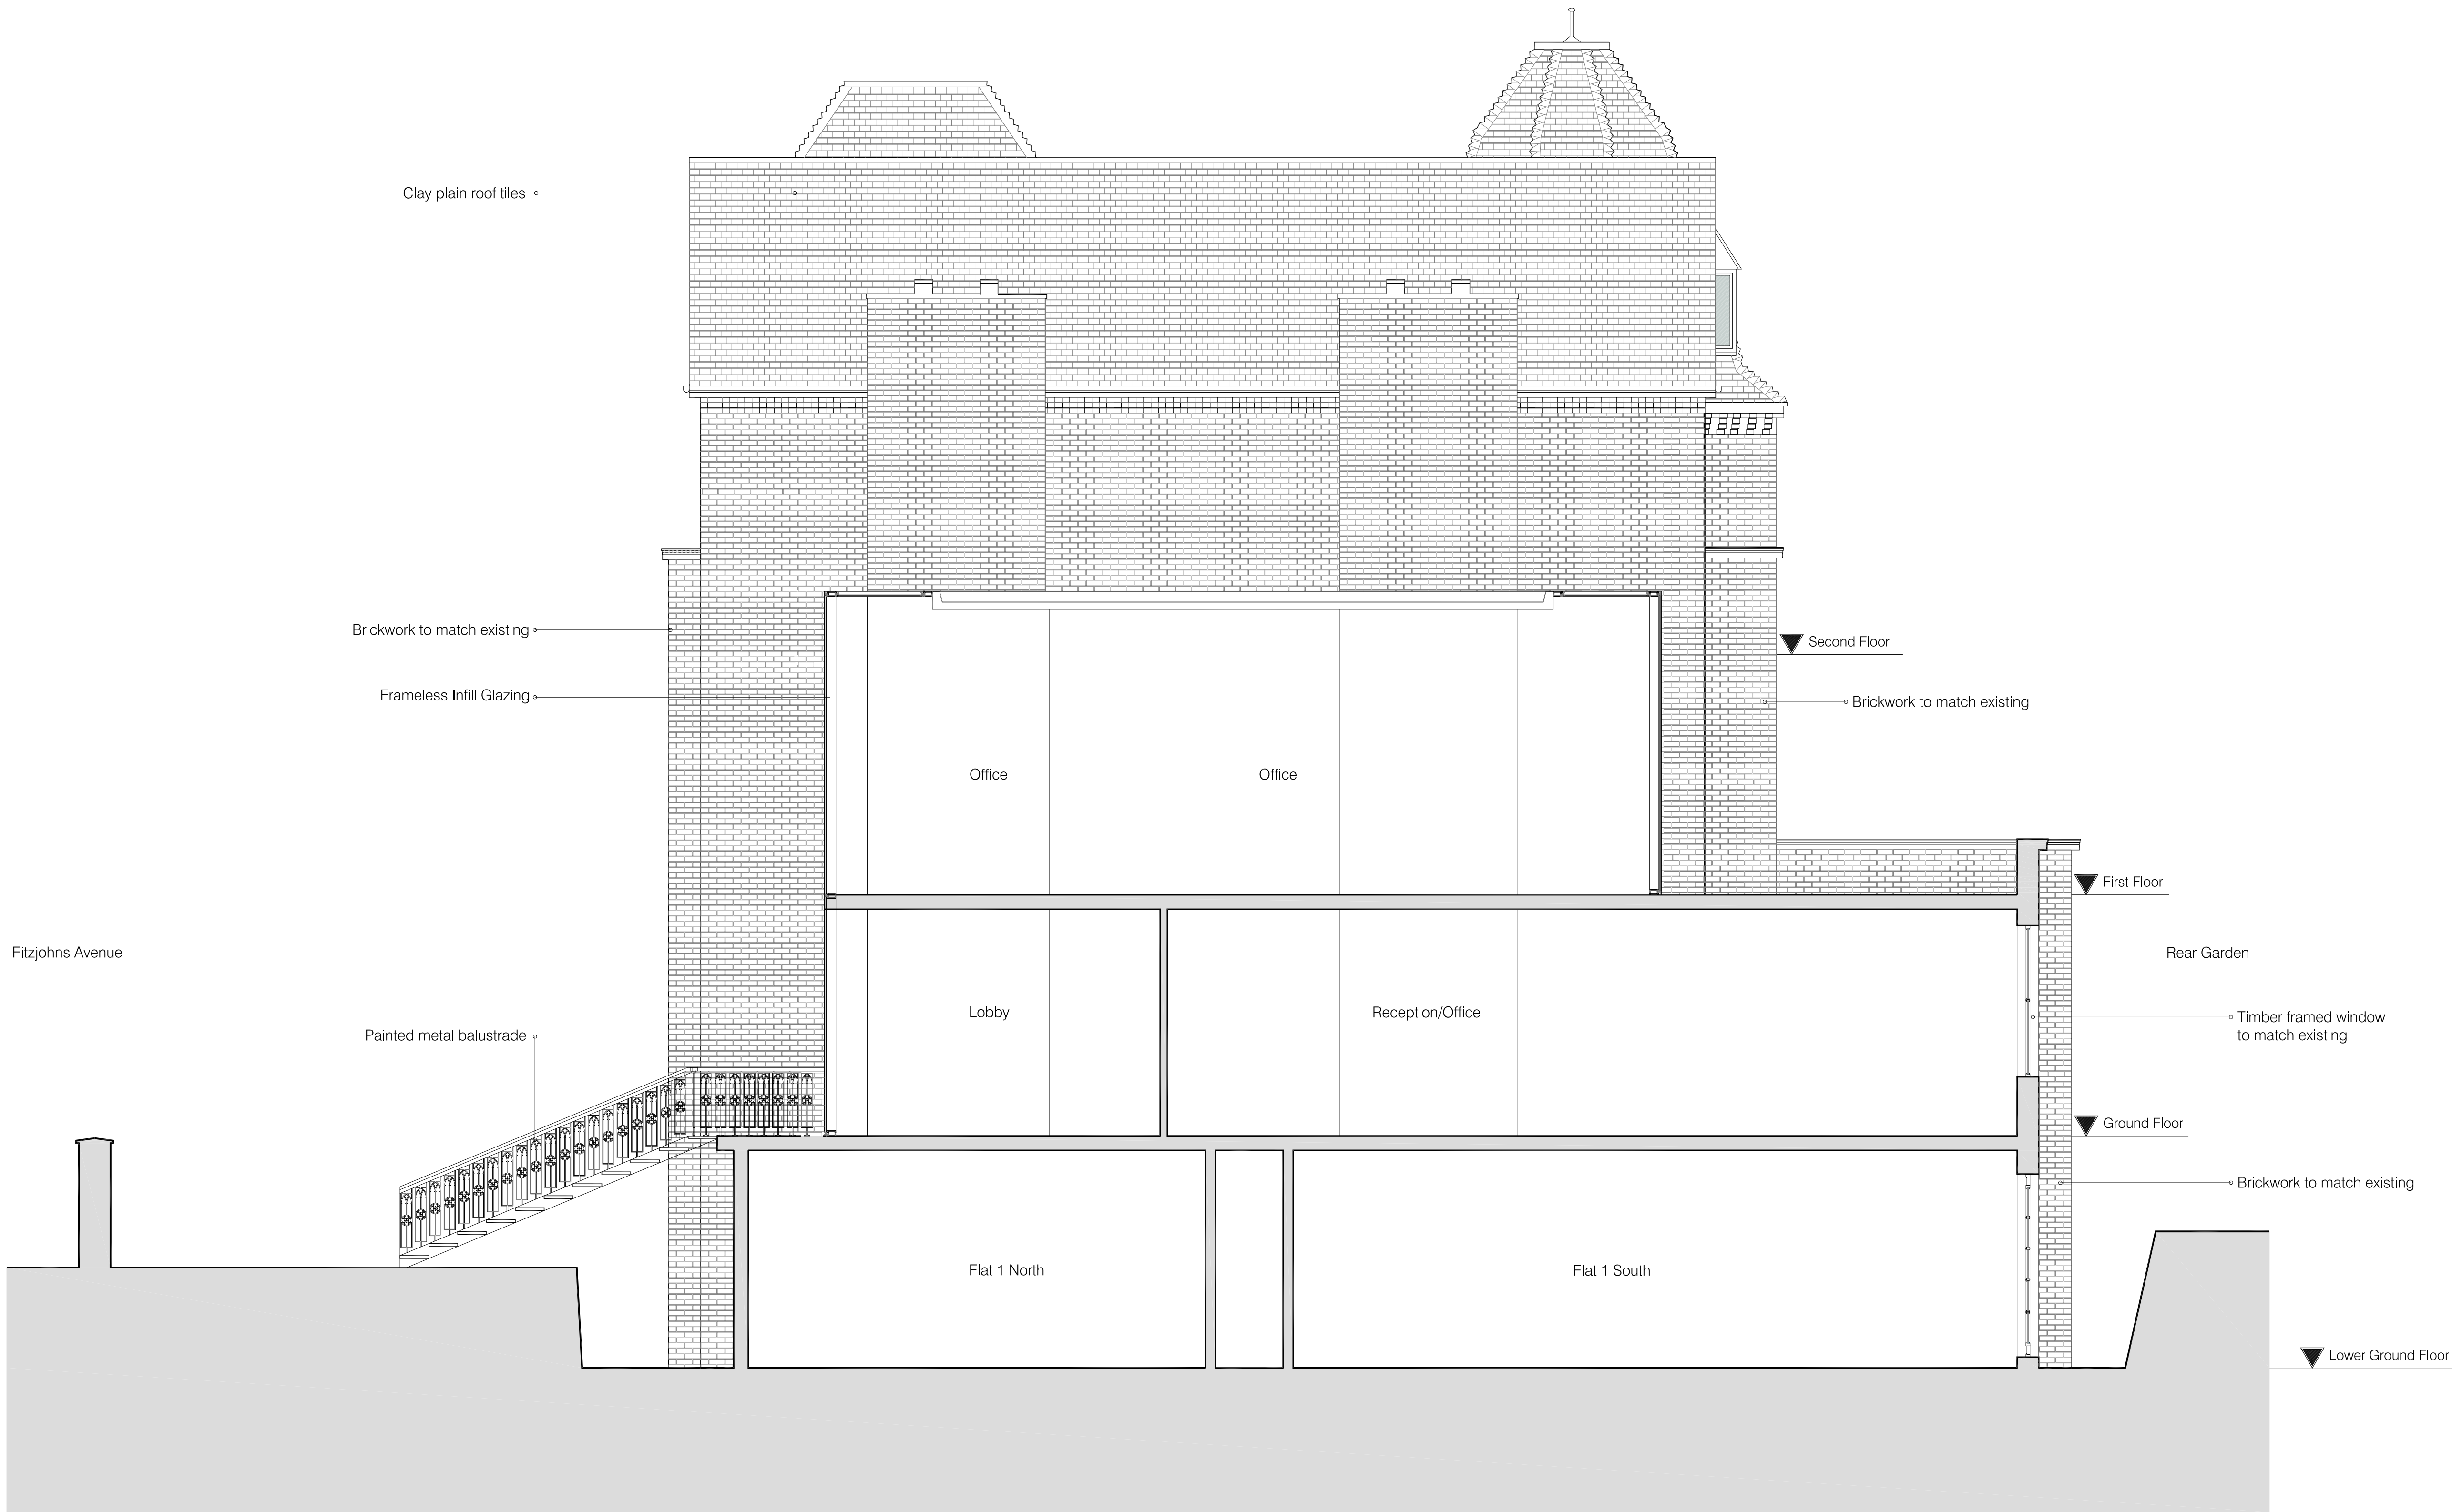 Clay plain roof tiles
Brickwork to match existing
Second Floor
Frameless Infill Glazing
Brickwork to match existing
Office
Office
First Floor
Fitzjohns Avenue
Rear Garden
Lobby
Reception/Office
Timber framed window
to match existing
Painted metal balustrade
Ground Floor
Brickwork to match existing
Flat 1 North
Flat 1 South
Lower Ground Floor